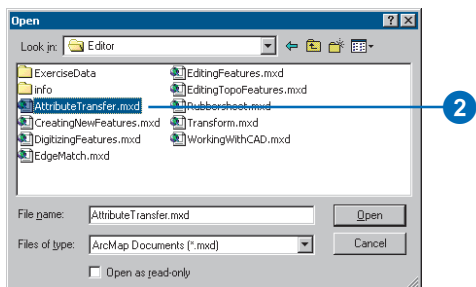 Open
Look in: Editor
ExerciseData
info
AttributeTransfer.mxd
CreatingNewFeatures.mxd
DigitizingFeatures.mxd
EdgeMatch.mxd
EditingFeatures.mxd
EditingTopoFeatures.mxd
Rubbersheet.mxd
Transform.mxd
WorkingWithCAD.mxd
2
File name: AttributeTransfer.mxd Open
Files of type: ArcMap Documents (*.mxd) Cancel
Open as read-only